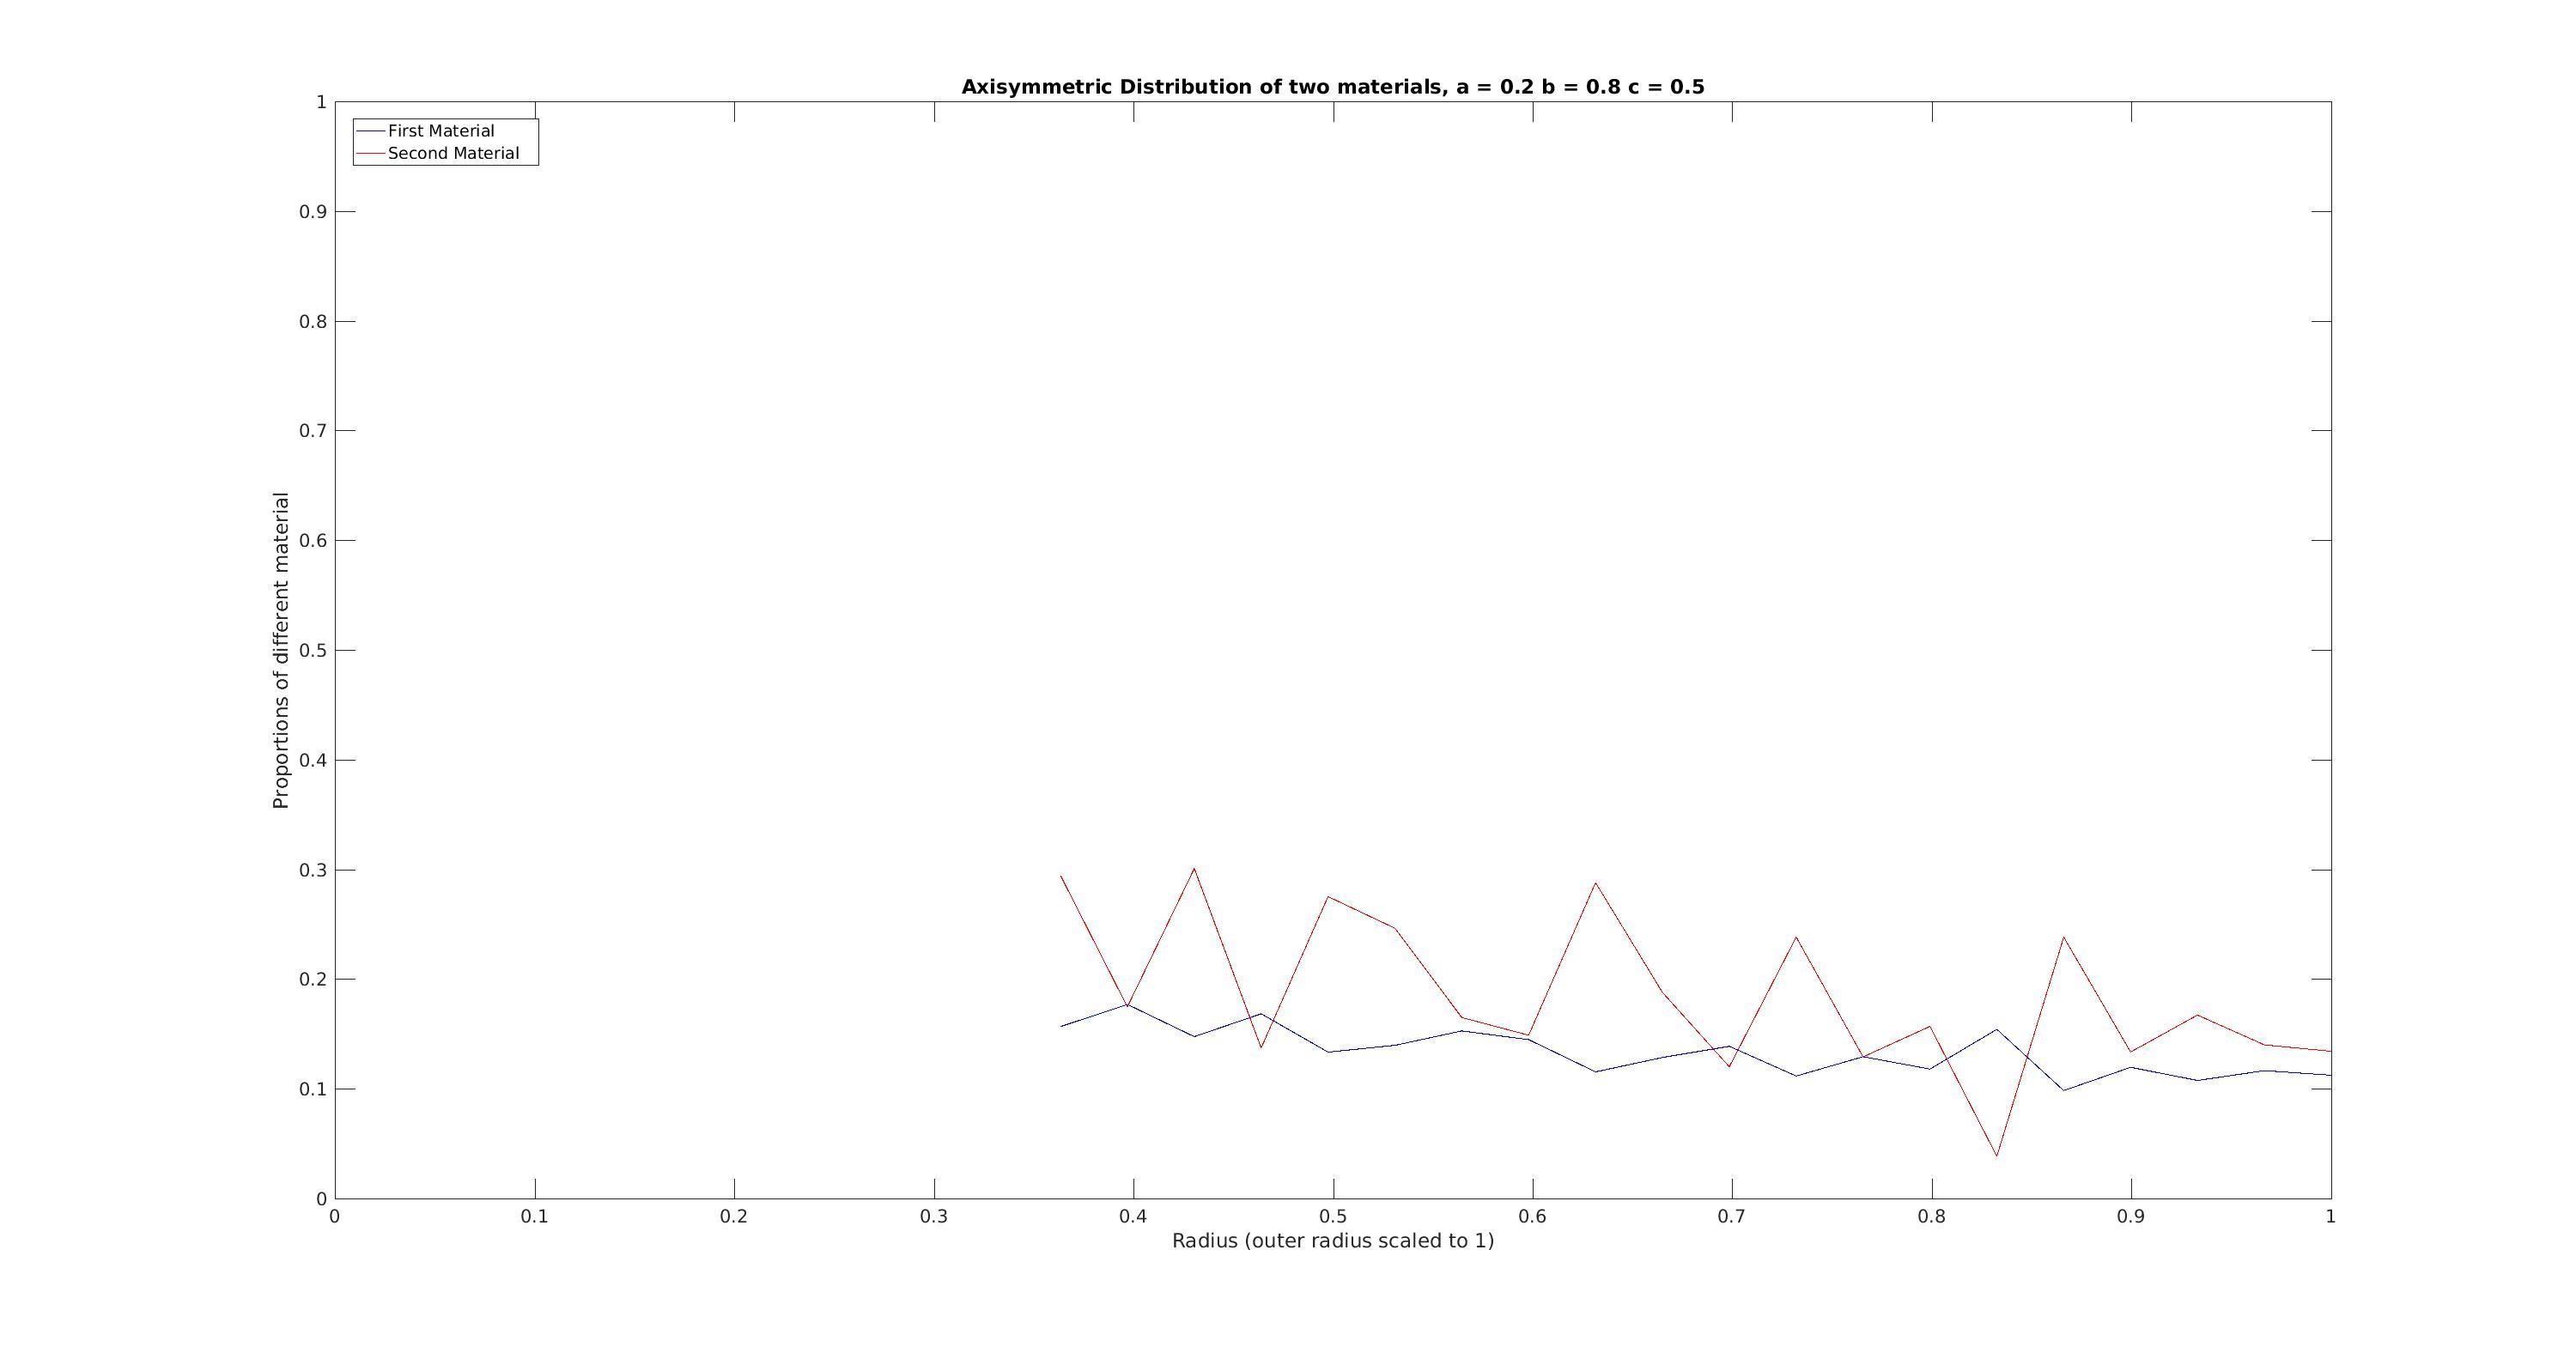 Axisymmetric Distribution of two materials, a = 0.2 b = 0.8 c = 0.5
First Material
Second Material
1
0.9
0.8
0.7
0.6
0.5
0.4
0.3
0.2
0.1
0
Proportions of different material
0 0.1 0.2 0.3 0.4 0.5 0.6 0.7 0.8 0.9 1
Radius (outer radius scaled to 1)